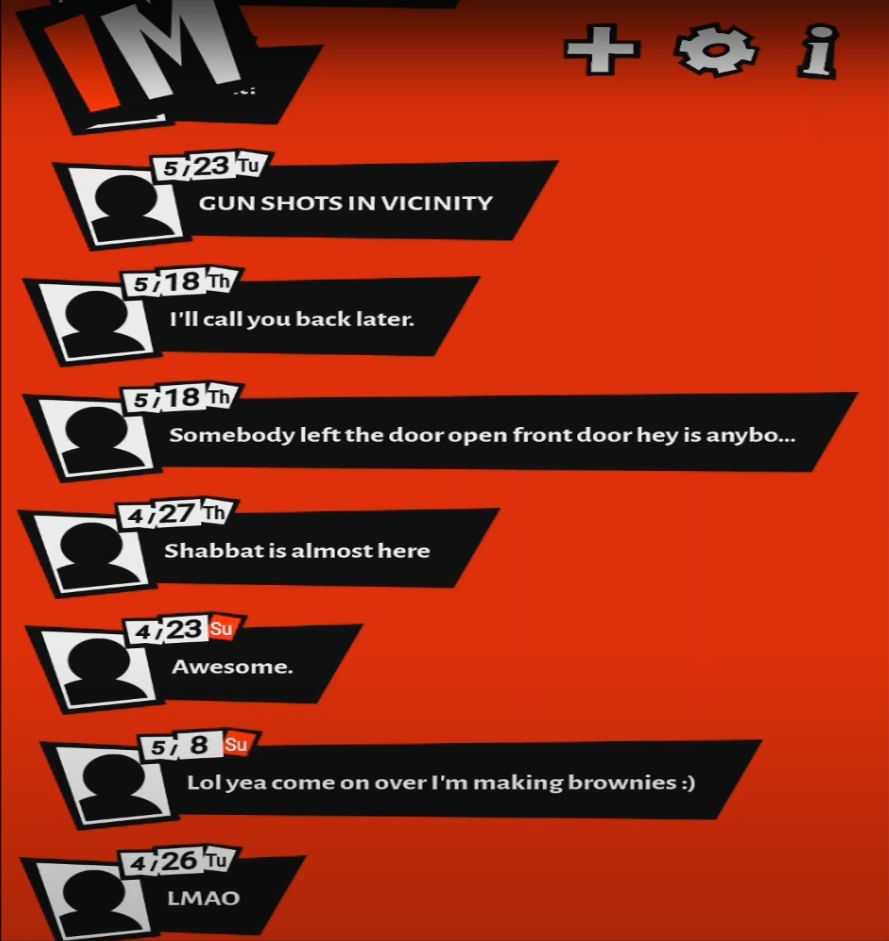 IM
5/23 Tu
GUN SHOTS IN VICINITY
5/18 Th
I'll call you back later.
5/18 Th
Somebody left the door open front door hey is anybo...
4/27 Th
Shabbat is almost here
4/23 Su
Awesome.
5/8 Su
Lol yea come on over I'm making brownies :)
4/26 Tu
LMAO